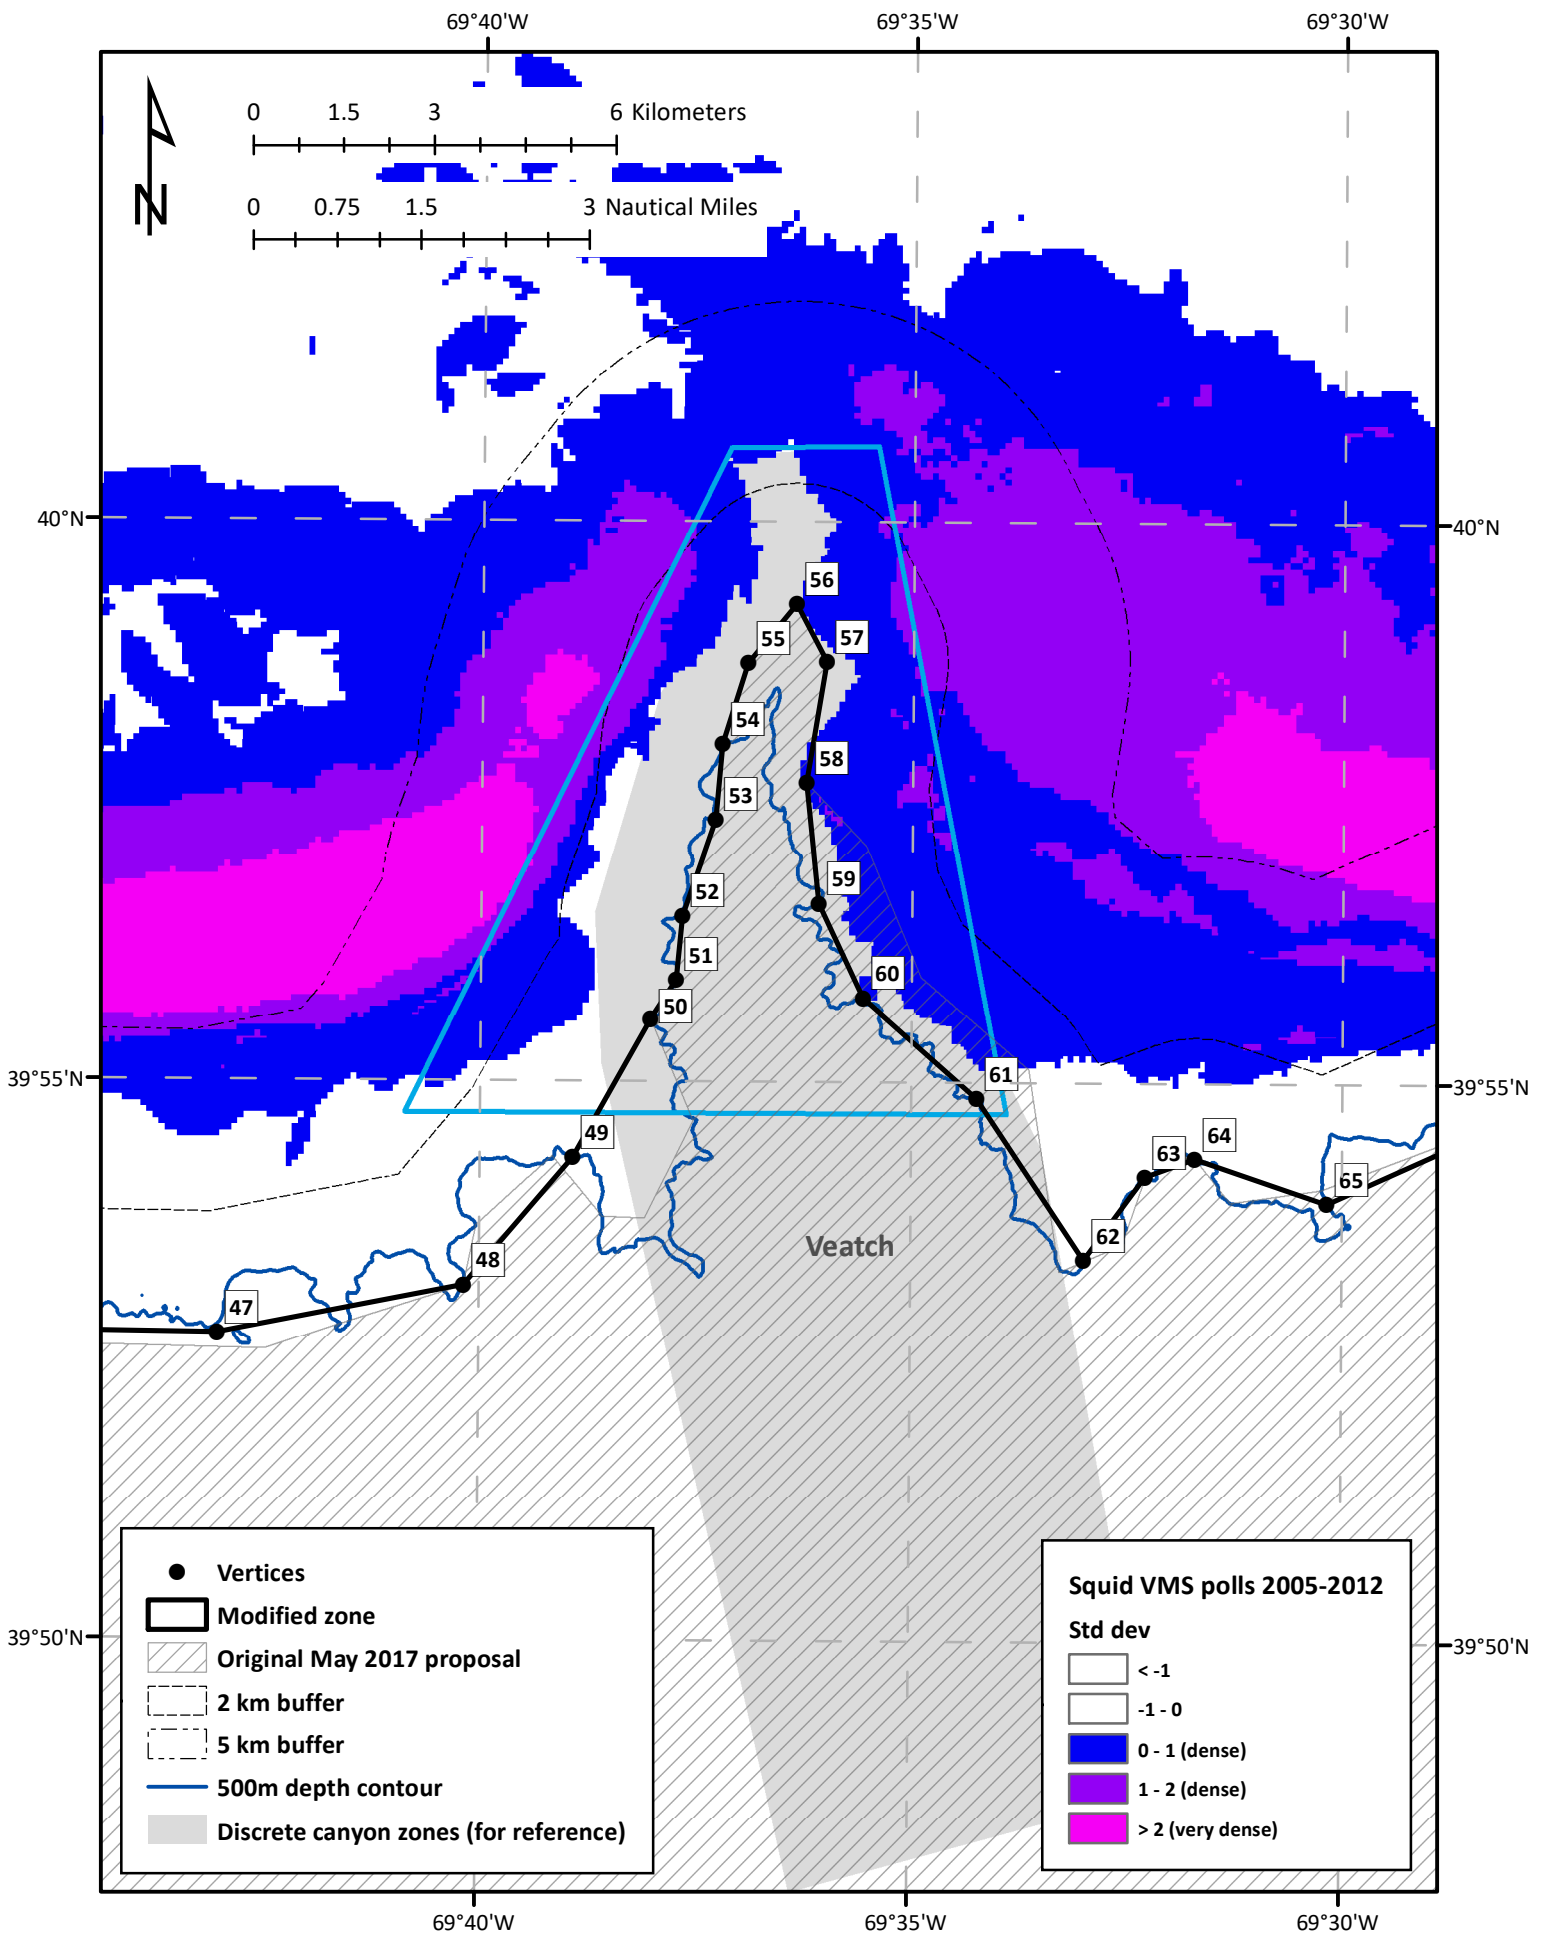 69°40'W 69°35'W 69°30'W
0 1.5 3 6 Kilometers
N
0 0.75 1.5 3 Nautical Miles
40°N 40°N
56
57
55
54
58
53
59
52
51
60
50
39°55'N 39°55'N
61
49
64
63
65
62
Veatch
48
47
Vertices
Modified zone
Original May 2017 proposal
2 km buffer
5 km buffer
500m depth contour
Discrete canyon zones (for reference)
Squid VMS polls 2005-2012
Std dev
< -1
-1 - 0
0 - 1 (dense)
1 - 2 (dense)
> 2 (very dense)
39°50'N 39°50'N
69°40'W 69°35'W 69°30'W